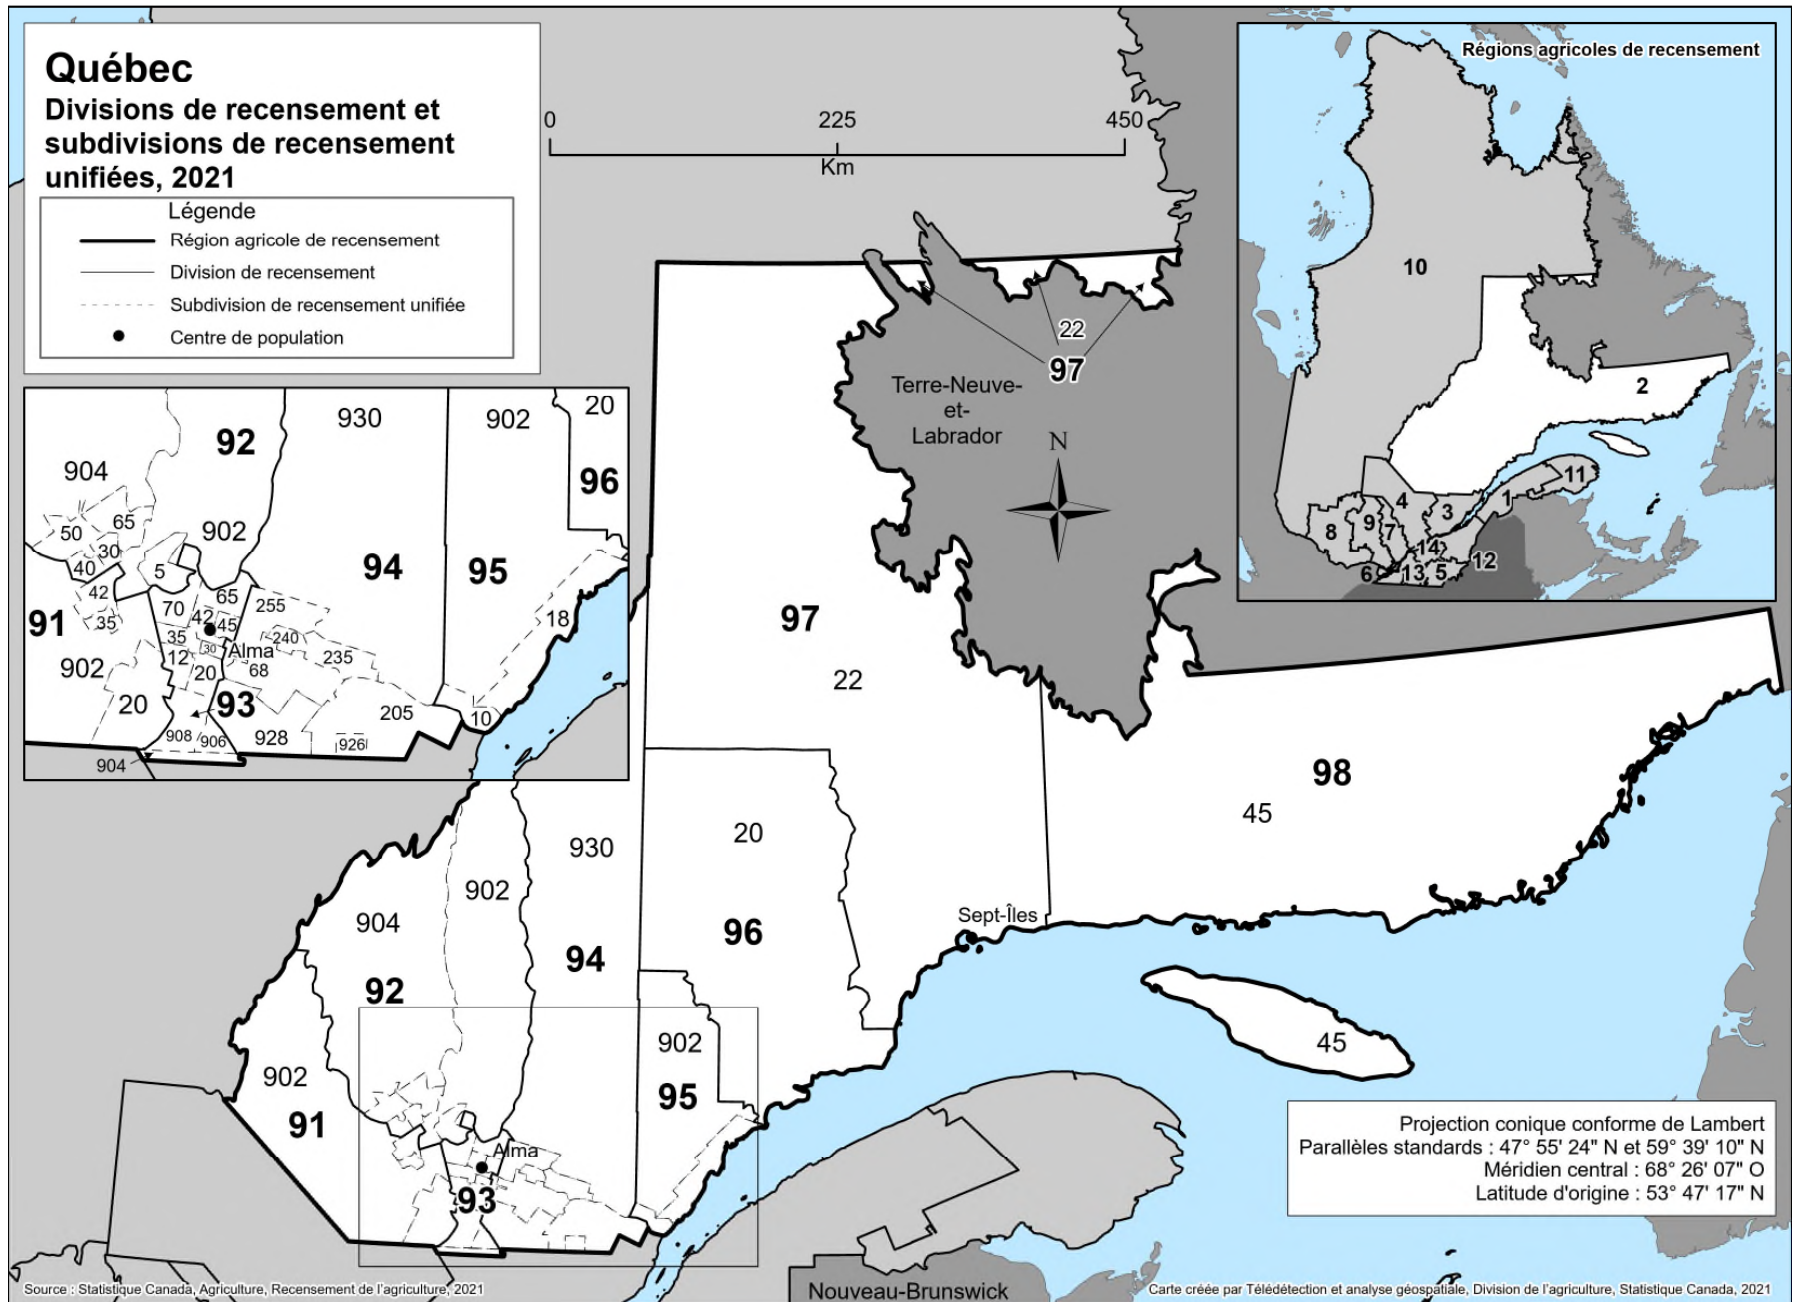 Québec
Divisions de recensement et
subdivisions de recensement
unifiées, 2021
Légende
Région agricole de recensement
Division de recensement
Subdivision de recensement unifiée
Centre de population
0 225 450
Km
Régions agricoles de recensement
10
2
11
1
4
3
9
7
8
14
12
6
13
5
22
97
Terre-Neuve-
et-
Labrador
N
930
902
20
92
904
96
65
50
902
30
94
95
40
5
42
65
255
70
18
42
45
91
35
35
240
30
Alma
12
235
902
68
20
20
93
205
10
908
906
928
926
904
97
22
98
45
20
930
902
904
Sept-Îles
96
94
92
45
902
902
95
91
Alma
93
Projection conique conforme de Lambert
Parallèles standards : 47° 55' 24" N et 59° 39' 10" N
Méridien central : 68° 26' 07" O
Latitude d'origine : 53° 47' 17" N
Nouveau-Brunswick
Source : Statistique Canada, Agriculture, Recensement de l'agriculture, 2021
Carte créée par Télédétection et analyse géospatiale, Division de l'agriculture, Statistique Canada, 2021